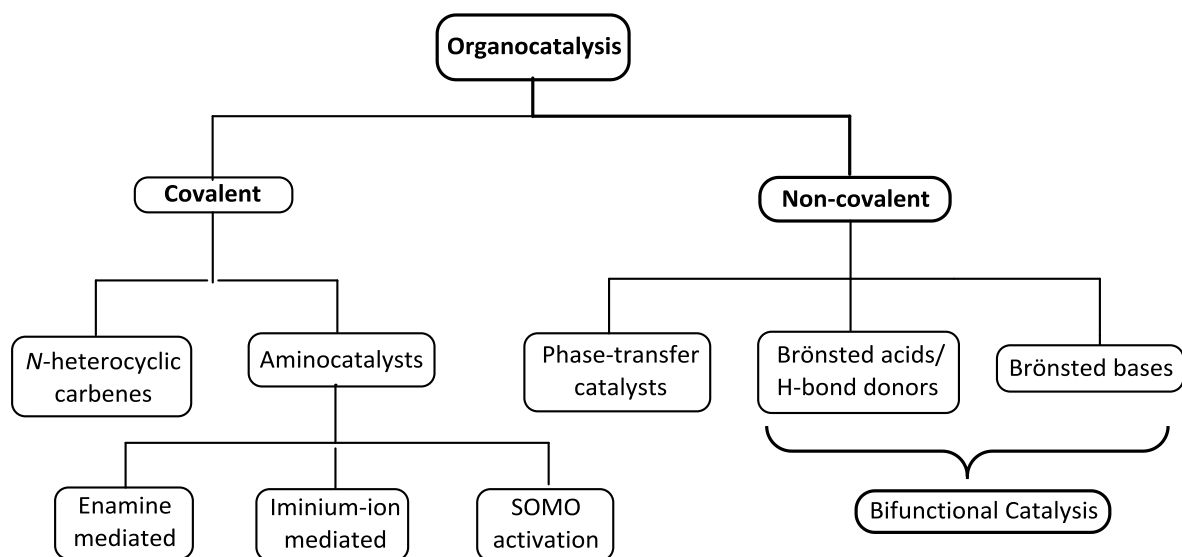 Organocatalysis
Covalent
Non-covalent
N-heterocyclic
carbenes
Aminocatalysts
Phase-transfer
catalysts
Brönsted acids/
H-bond donors
Brönsted bases
Enamine
mediated
Iminium-ion
mediated
SOMO
activation
Bifunctional Catalysis